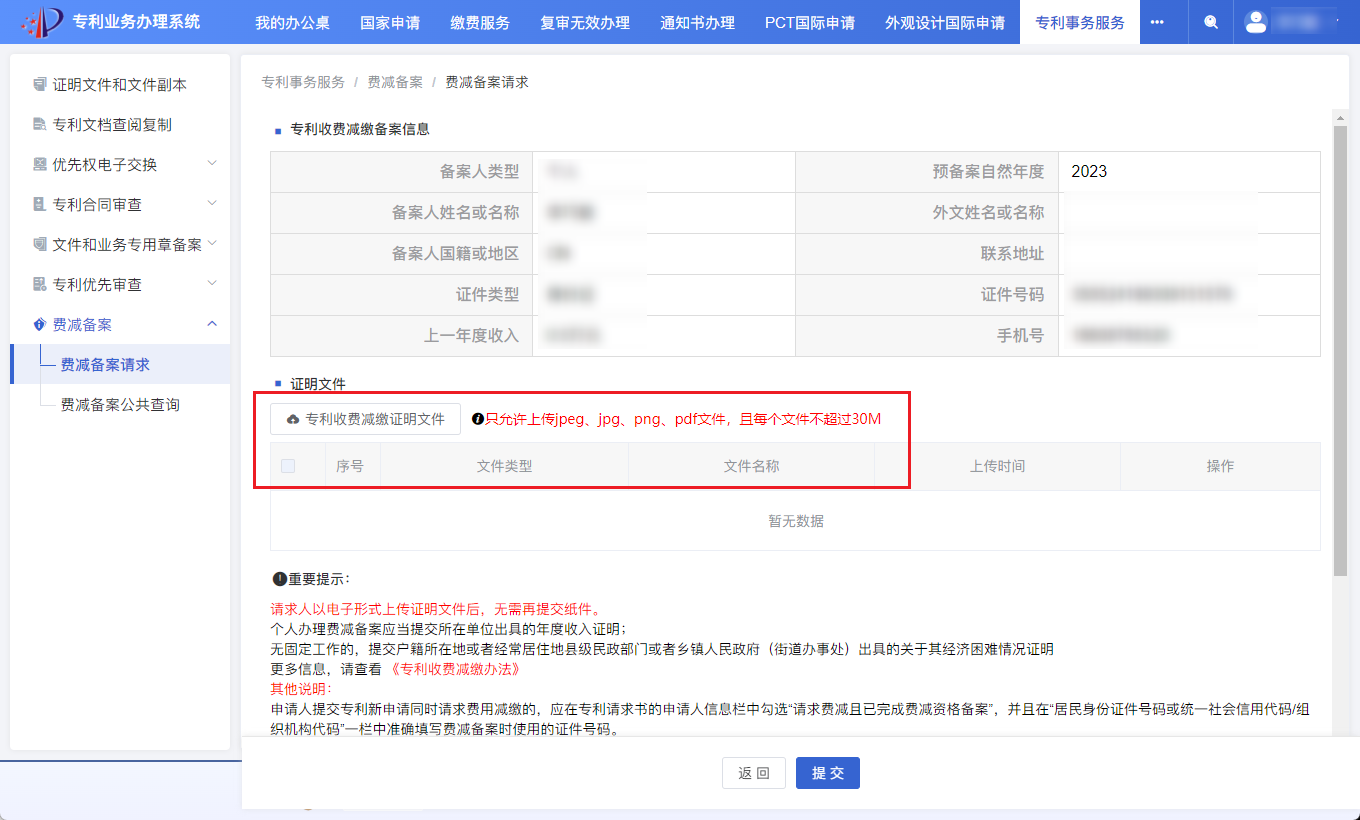 专利业务办理系统
我的办公桌 国家申请 缴费服务 复审无效办理 通知书办理 PCT国际申请 外观设计国际申请 专利事务服务 •••
证明文件和文件副本
专利文档查阅复制
优先权电子交换
专利合同审查
文件和业务专用章备案
专利优先审查
费减备案
费减备案请求
费减备案公共查询
专利事务服务 / 费减备案 / 费减备案请求
专利收费减缴备案信息
备案人类型 预备案自然年度 2023
备案人姓名或名称 外文姓名或名称
备案人国籍或地区 联系地址
证件类型 证件号码
上一年度收入 手机号
证明文件
专利收费减缴证明文件 只允许上传jpeg、jpg、png、pdf文件，且每个文件不超过30M
序号 文件类型 文件名称 上传时间 操作
暂无数据
重要提示：
请求人以电子形式上传证明文件后，无需再提交纸件。
个人办理费减备案应当提交所在单位出具的年度收入证明；
无固定工作的，提交户籍所在地或者经常居住地县级民政部门或者乡镇人民政府（街道办事处）出具的关于其经济困难情况证明
更多信息，请查看 《专利收费减缴办法》
其他说明：
申请人提交专利新申请同时请求费用减缴的，应在专利请求书的申请人信息栏中勾选“请求费减且已完成费减资格备案”，并且在“居民身份证件号码或统一社会信用代码/组
织机构代码”一栏中准确填写费减备案时使用的证件号码。
返 回 提 交